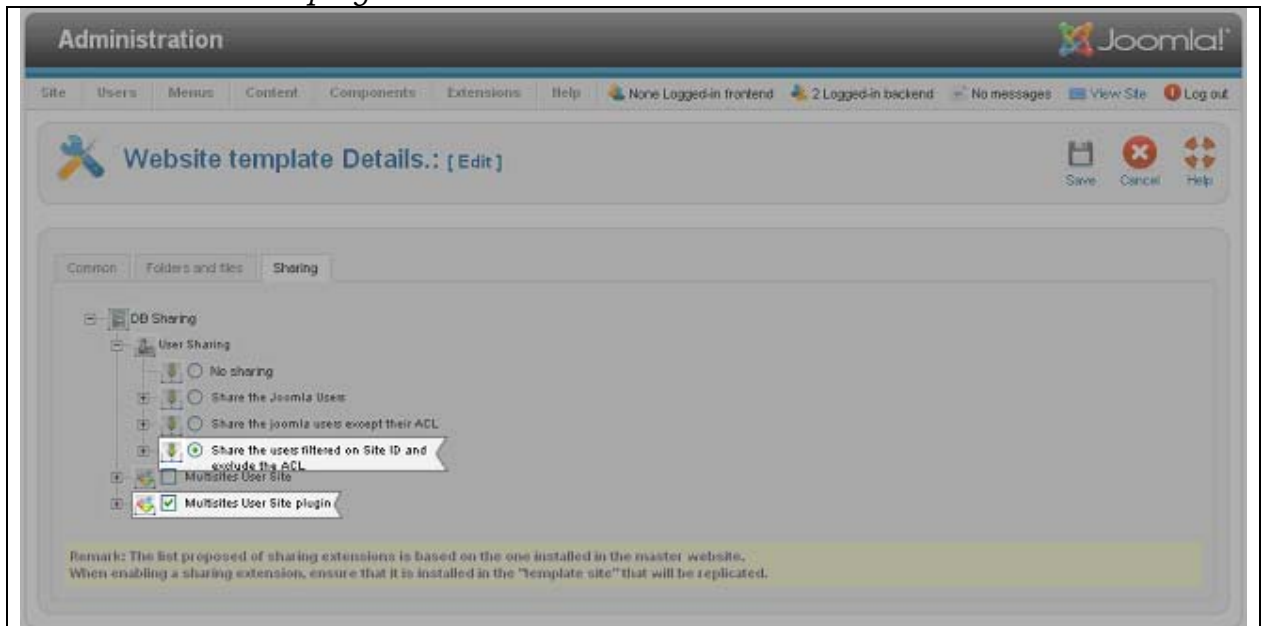 Administration
Joomla!
Site Users Menus Content Components Extensions Help None Logged-in frontend 2 Logged-in backend No messages View Site Log out
Website template Details.: [ Edit ]
Save Cancel Help
Common Folders and files Sharing
DB Sharing
User Sharing
No sharing
Share the Joomla Users
Share the joomla users except their ACL
Share the users filtered on Site ID and
exclude the ACL
Multisites User Site
Multisites User Site plugin
Remark: The list proposed of sharing extensions is based on the one installed in the master website.
When enabling a sharing extension, ensure that it is installed in the "template site" that will be replicated.